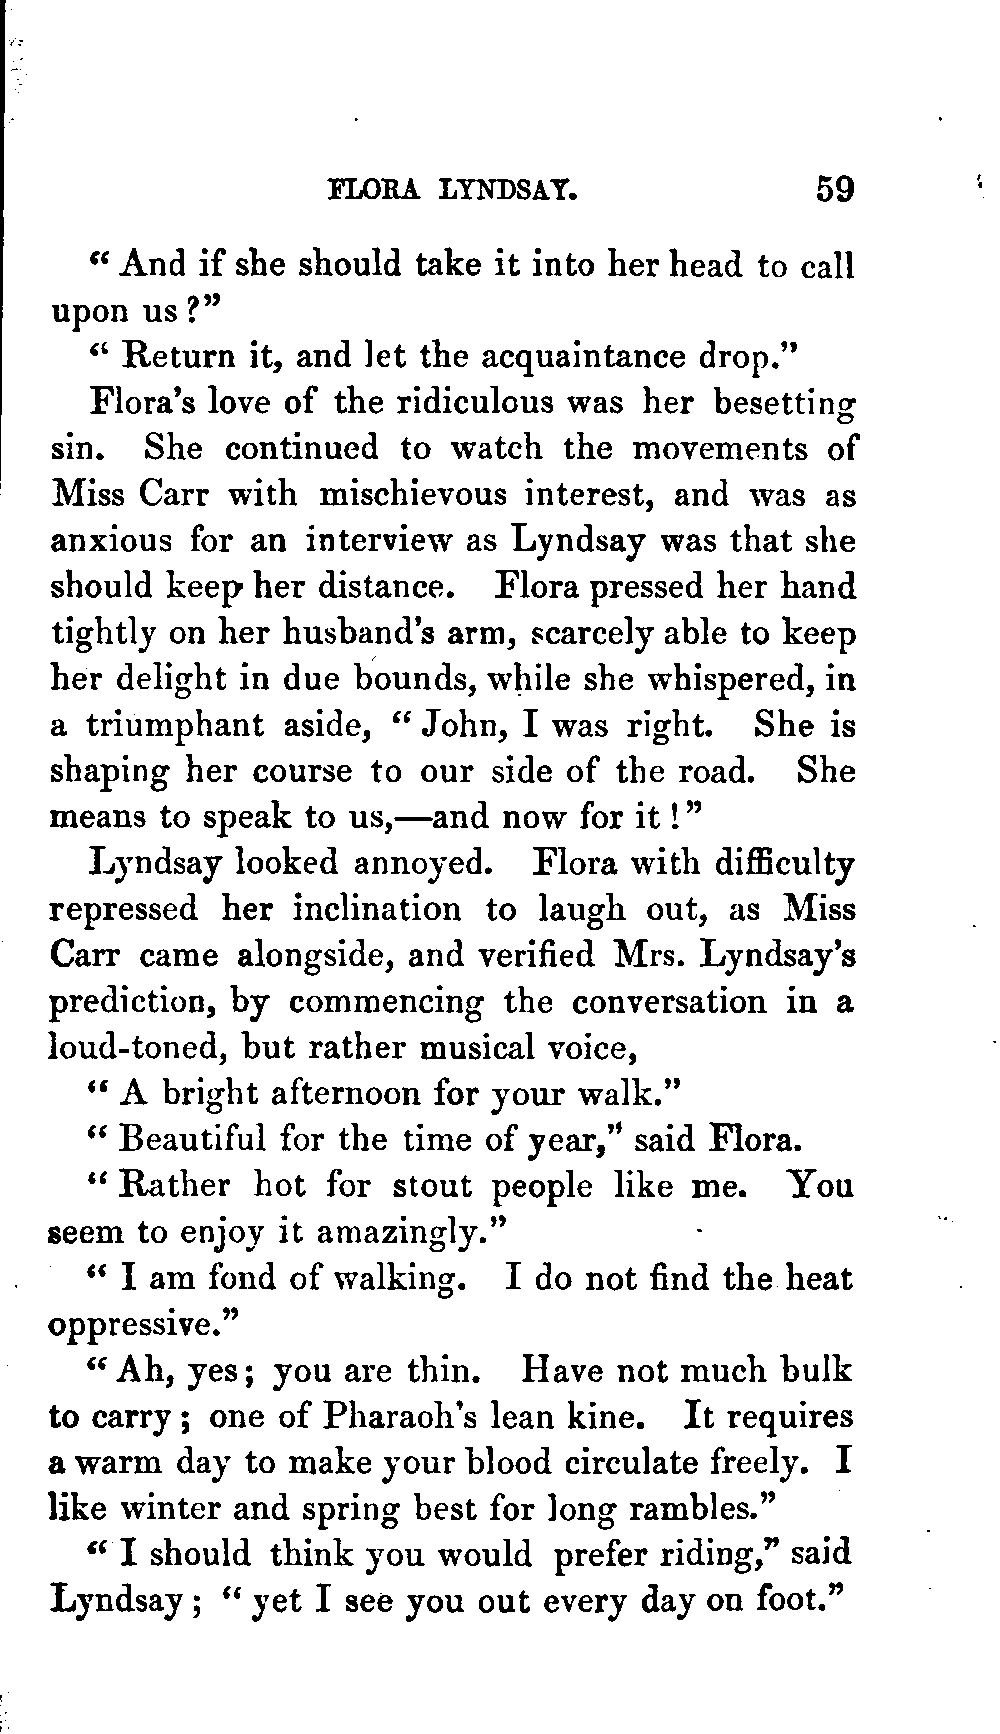 FLORA LYNDSAY. 59
“ And if she should take it into her head to call
upon us ?”
“ Return it, and let the acquaintance drop.”
Flora’s love of the ridiculous was her besetting
sin. She continued to watch the movements of
Miss Carr with mischievous interest, and was as
anxious for an interview as Lyndsay was that she
should keep her distance. Flora pressed her hand
tightly on her husband’s arm, scarcely able to keep
her delight in due bounds, while she whispered, in
a triumphant aside, “ John, I was right. She is
shaping her course to our side of the road. She
means to speak to us,—and now for it !”
Lyndsay looked annoyed. Flora with difficulty
repressed her inclination to laugh out, as Miss
Carr came alongside, and verified Mrs. Lyndsay’s
prediction, by commencing the conversation in a
loud-toned, but rather musical voice,
“ A bright afternoon for your walk.”
“ Beautiful for the time of year,” said Flora.
“ Rather hot for stout people like me. You
seem to enjoy it amazingly.”
“ I am fond of walking. I do not find the heat
oppressive.”
“ Ah, yes; you are thin. Have not much bulk
to carry ; one of Pharaoh’s lean kine. It requires
a warm day to make your blood circulate freely. I
like winter and spring best for long rambles.”
“ I should think you would prefer riding,” said
Lyndsay ; “ yet I see you out every day on foot.”